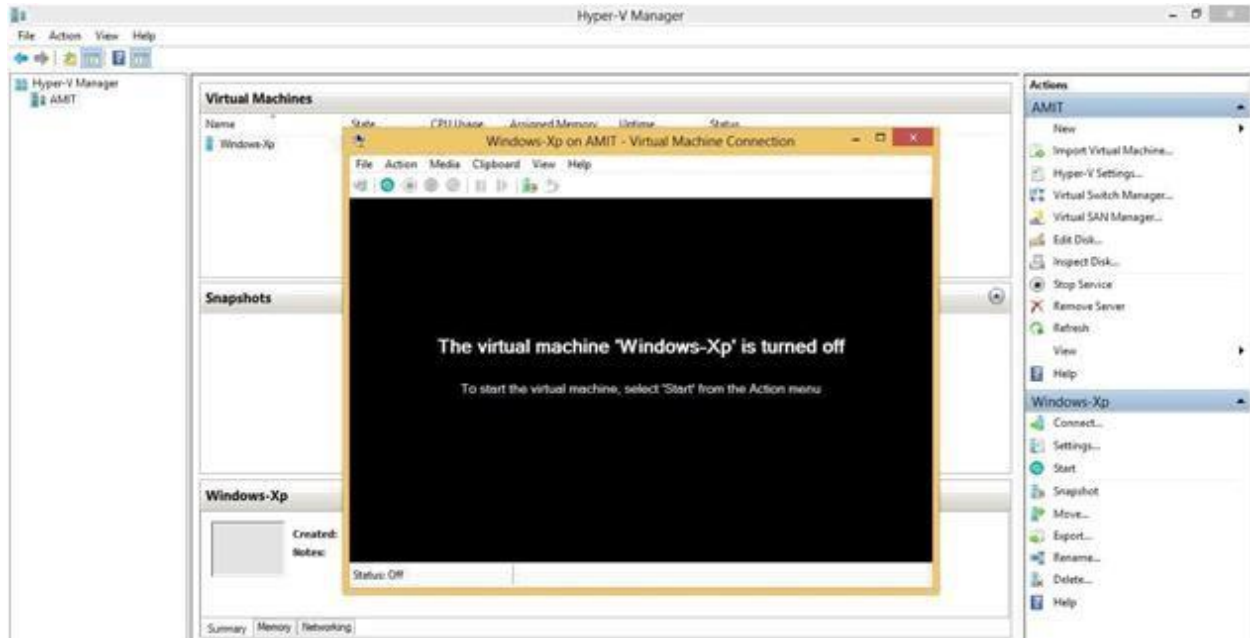 Hyper-V Manager
File Action View Help
Hyper-V Manager
AMIT
Virtual Machines
Name State CPU Usage Assigned Memory Uptime Status
Windows-Xp
Windows-Xp on AMIT - Virtual Machine Connection
File Action Media Clipboard View Help
The virtual machine 'Windows-Xp' is turned off
To start the virtual machine, select 'Start' from the Action menu
Status: Off
Snapshots
Windows-Xp
Created:
Notes:
Summary Memory Networking
Actions
AMIT
New
Import Virtual Machine...
Hyper-V Settings...
Virtual Switch Manager...
Virtual SAN Manager...
Edit Disk...
Inspect Disk...
Stop Service
Remove Server
Refresh
View
Help
Windows-Xp
Connect...
Settings...
Start
Snapshot
Move...
Export...
Rename...
Delete...
Help